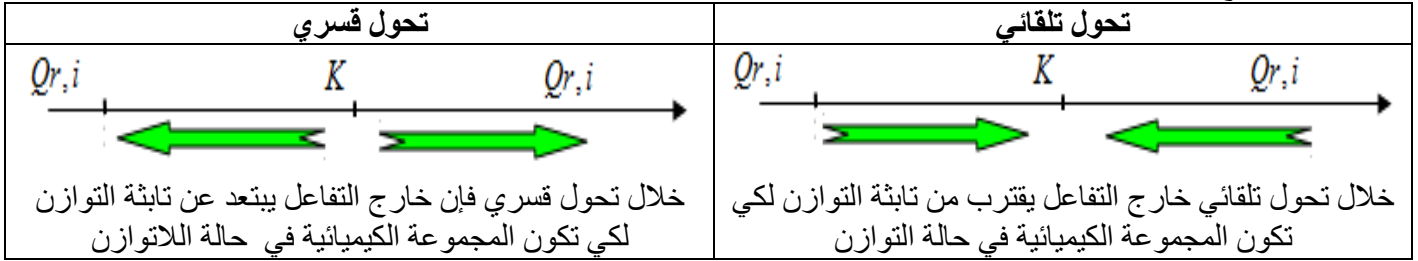 تحول تلقائي
Qr,i K Qr,i
خلال تحول تلقائي خارج التفاعل يقترب من تابثة التوازن لكي
تكون المجموعة الكيميائية في حالة التوازن
تحول قسري
Qr,i K Qr,i
خلال تحول قسري فإن خارج التفاعل يبتعد عن تابثة التوازن
لكي تكون المجموعة الكيميائية في حالة اللاتوازن